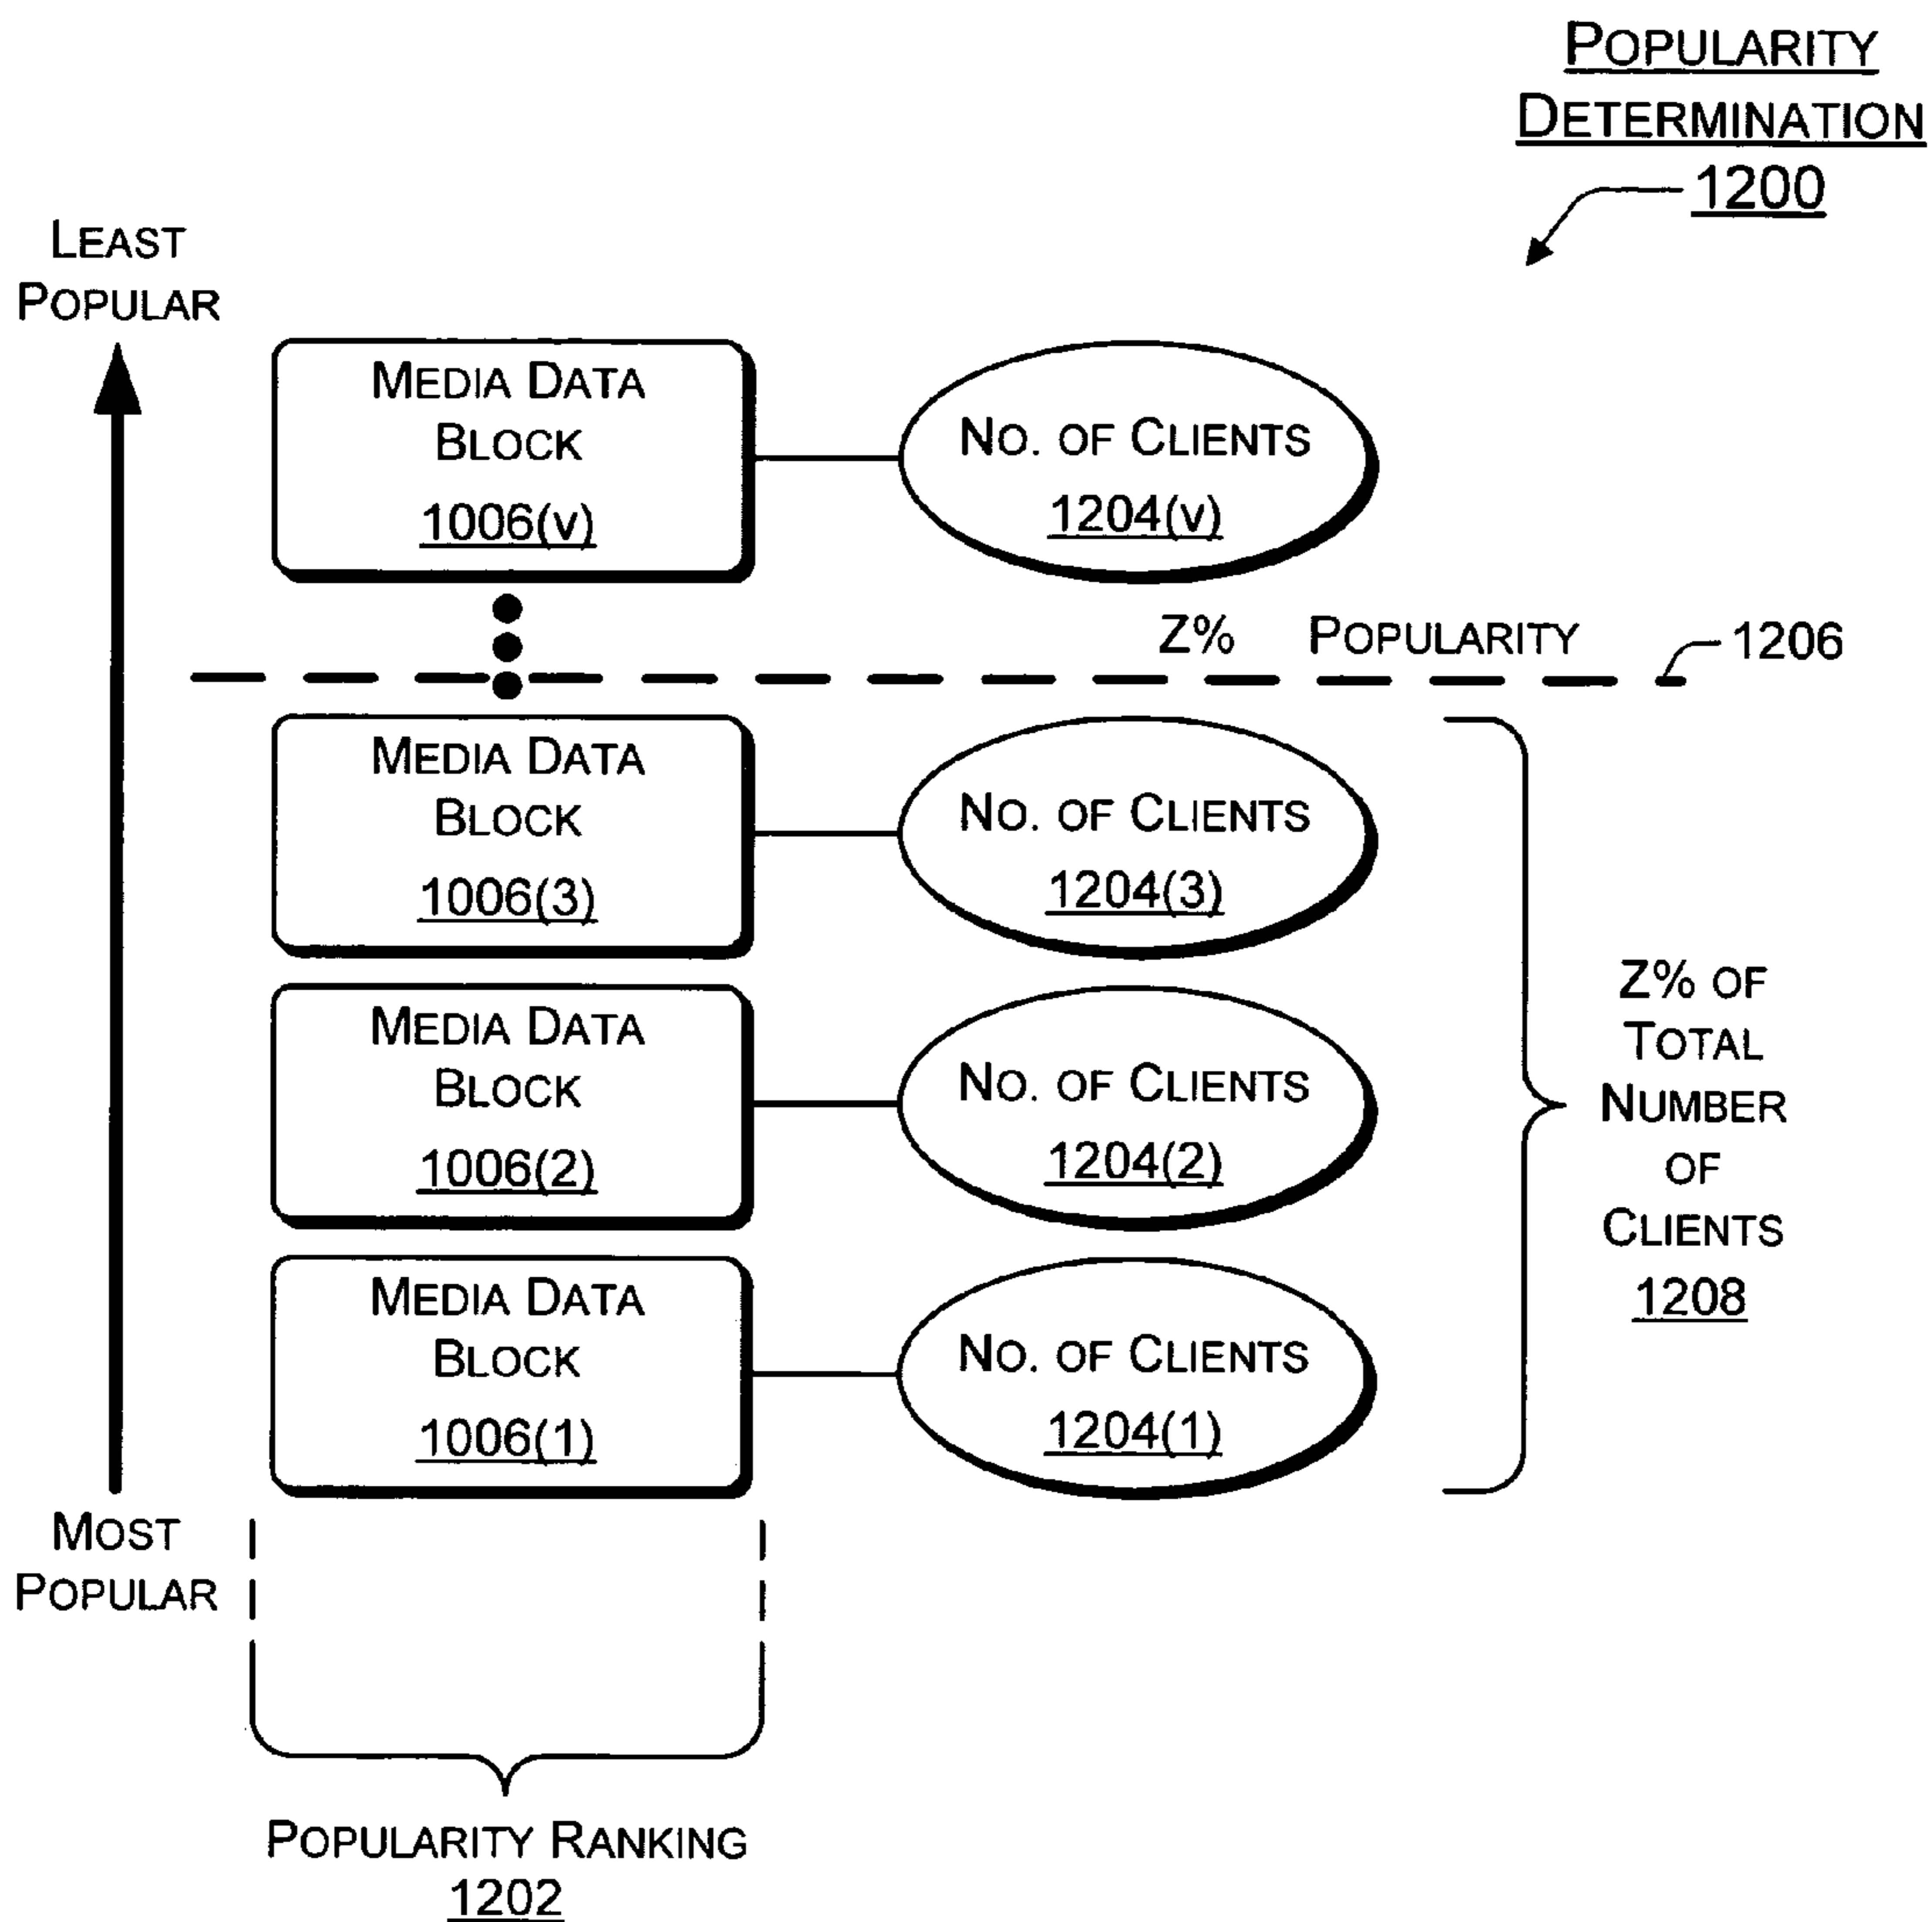 POPULARITY
DETERMINATION
1200
LEAST
POPULAR
MEDIA DATA
BLOCK
1006(v)
NO. OF CLIENTS
1204(v)
Z% POPULARITY
1206
MEDIA DATA
BLOCK
1006(3)
NO. OF CLIENTS
1204(3)
MEDIA DATA
BLOCK
1006(2)
NO. OF CLIENTS
1204(2)
Z% OF
TOTAL
NUMBER
OF
CLIENTS
1208
MEDIA DATA
BLOCK
1006(1)
NO. OF CLIENTS
1204(1)
MOST
POPULAR
POPULARITY RANKING
1202